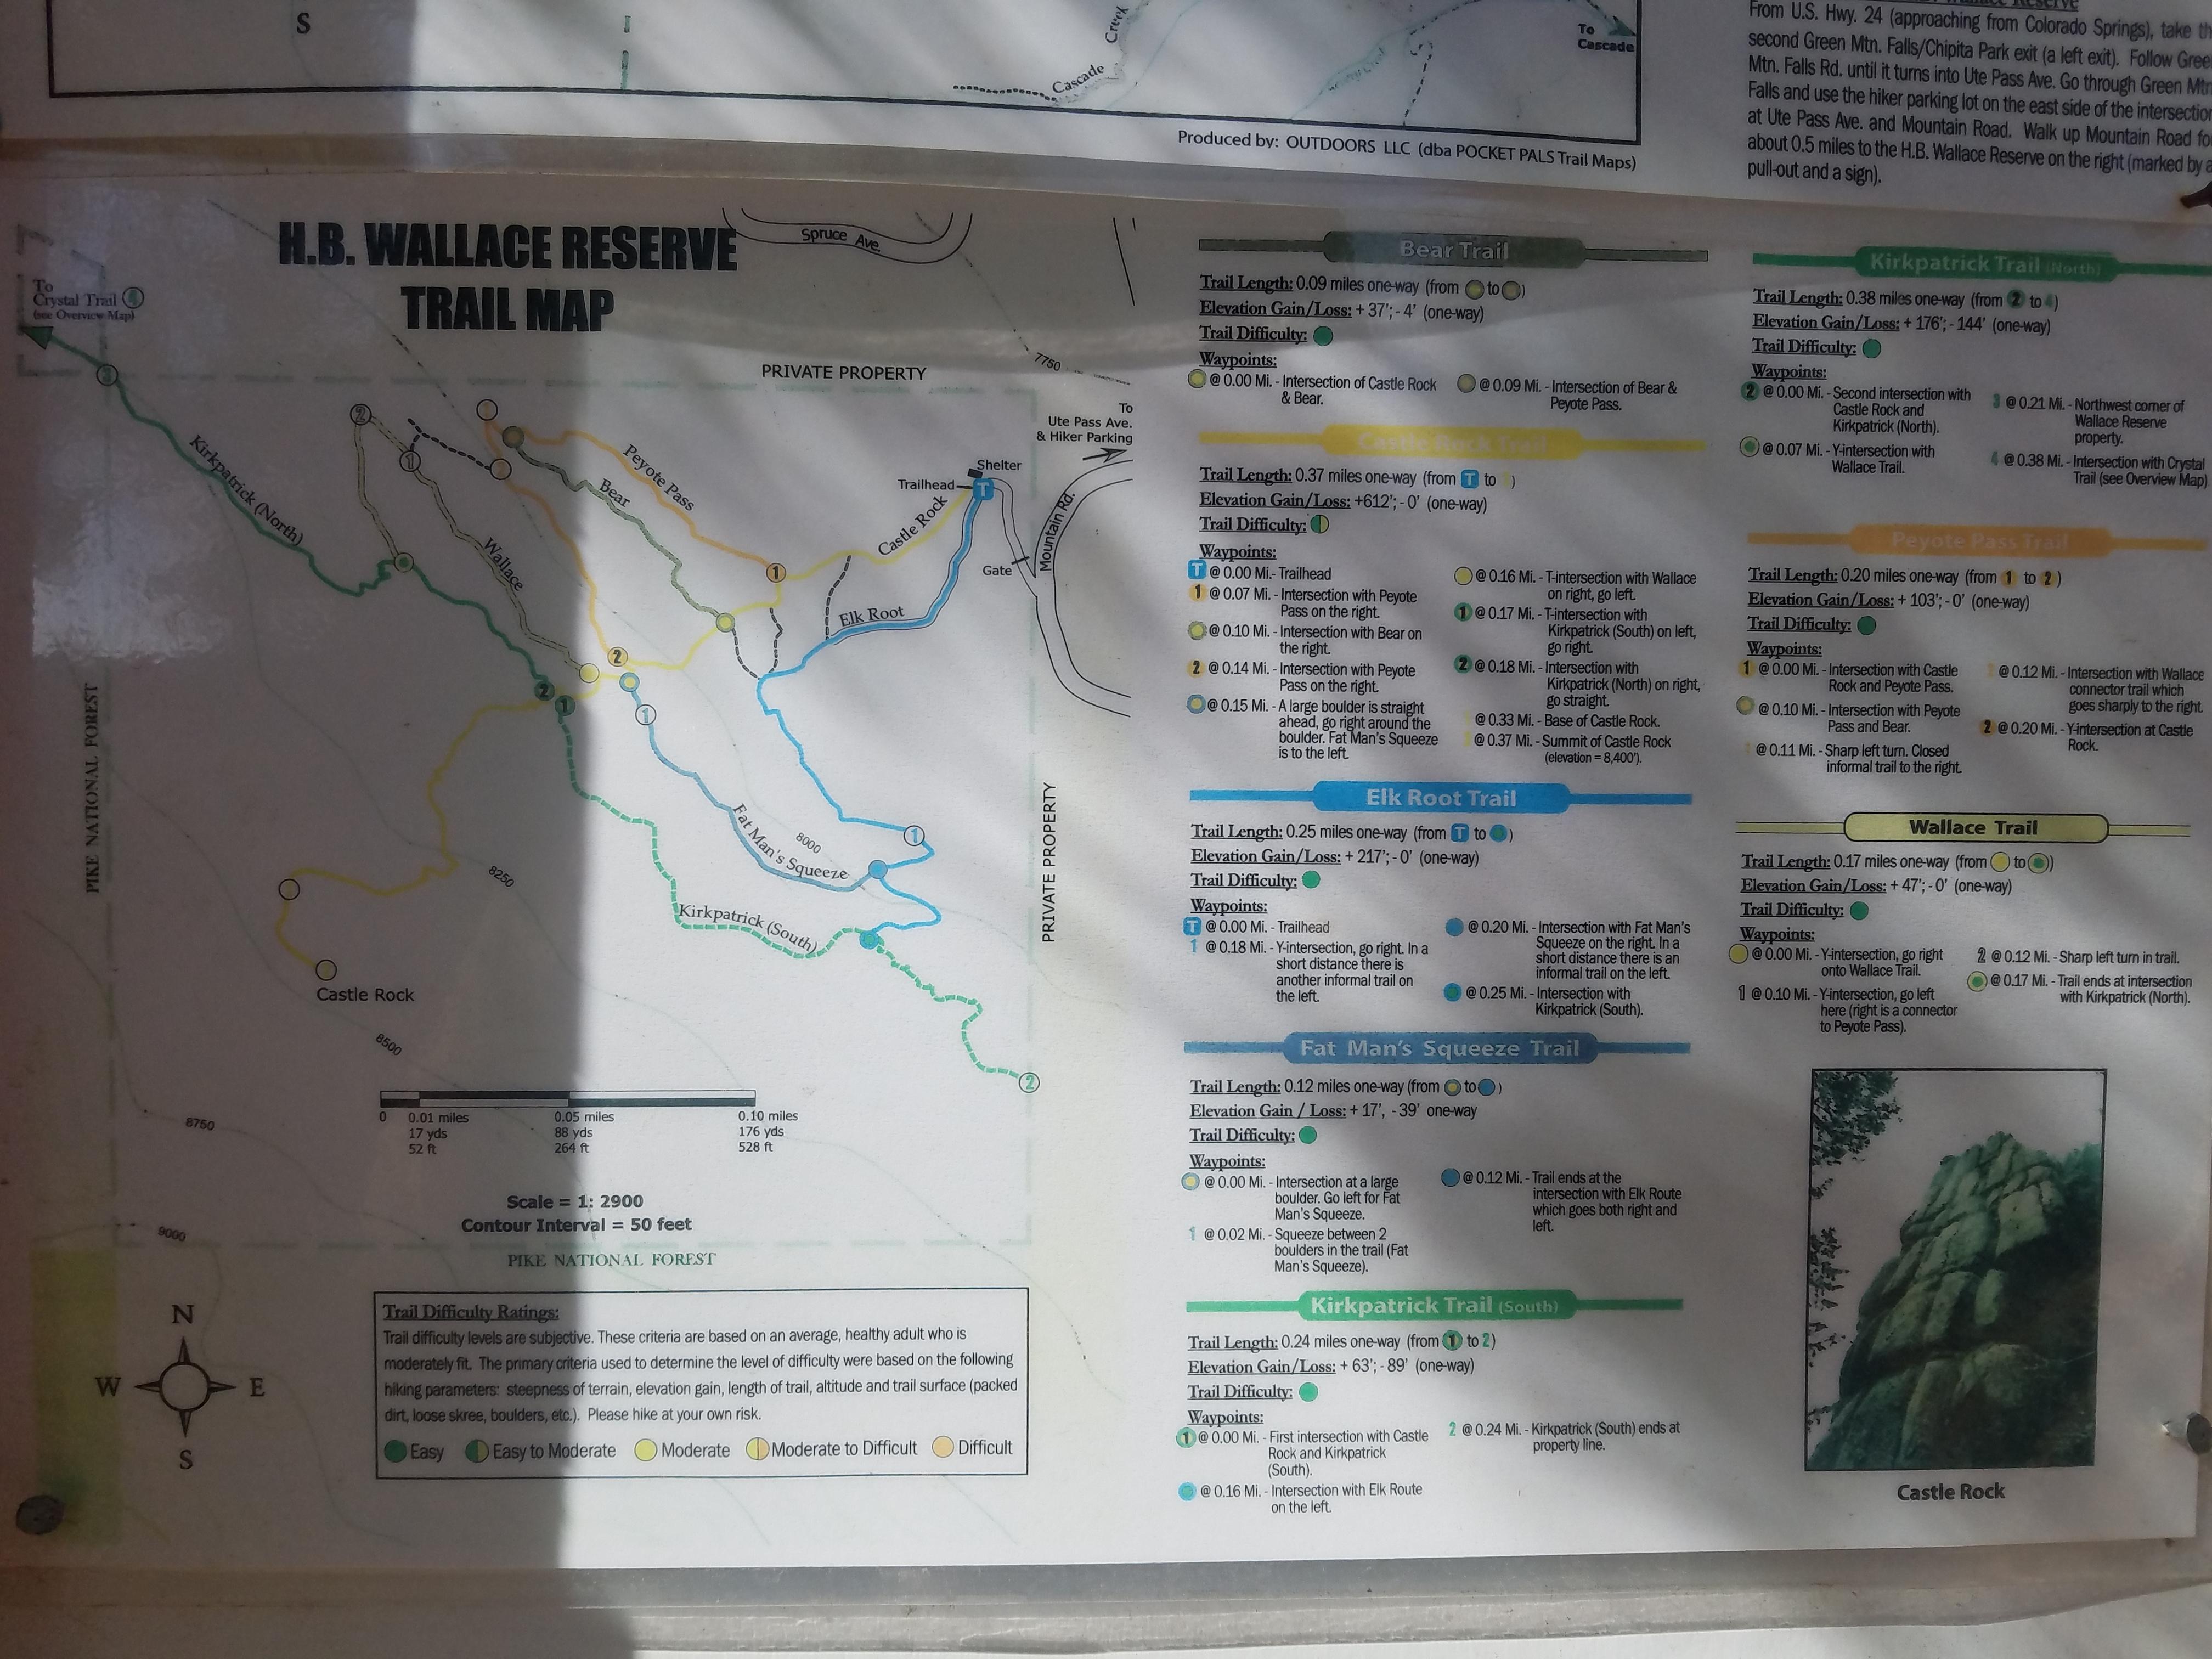 S
Creek
Cascade
To
Cascade
Produced by: OUTDOORS LLC (dba POCKET PALS Trail Maps)
Wallace Reserve
From U.S. Hwy. 24 (approaching from Colorado Springs), take
second Green Mtn. Falls/Chipita Park exit (a left exit). Follow
Mtn. Falls Rd. until it turns into Ute Pass Ave. Go through Green
Falls and use the hiker parking lot on the east side of the intersection
at Ute Pass Ave. and Mountain Road. Walk up Mountain Road
about 0.5 miles to the H.B. Wallace Reserve on the right (marked by a
pull-out and a sign).
H.B. WALLACE RESERVE
TRAIL MAP
Spruce Ave.
To
Crystal Trail 4
(see Overview Map)
3
PRIVATE PROPERTY
7750
To
Ute Pass Ave.
& Hiker Parking
Shelter
Trailhead
T
Gate
Mountain Rd.
Castle Rock
Elk Root
Peyote Pass
Bear
Wallace
Kirkpatrick (North)
2
1
1
2
1
2
2
1
1
Fat Man's Squeeze
8000
1
Kirkpatrick (South)
2
8250
Castle Rock
8500
8750
9000
PIKE NATIONAL FOREST
PRIVATE PROPERTY
0 0.01 miles 0.05 miles 0.10 miles
17 yds 88 yds 176 yds
52 ft 264 ft 528 ft
Scale = 1: 2900
Contour Interval = 50 feet
PIKE NATIONAL FOREST
N
W E
S
Trail Difficulty Ratings:
Trail difficulty levels are subjective. These criteria are based on an average, healthy adult who is
moderately fit. The primary criteria used to determine the level of difficulty were based on the following
hiking parameters: steepness of terrain, elevation gain, length of trail, altitude and trail surface (packed
dirt, loose skree, boulders, etc.). Please hike at your own risk.
Easy Easy to Moderate Moderate Moderate to Difficult Difficult
Bear Trail
Trail Length: 0.09 miles one-way (from to )
Elevation Gain/Loss: + 37'; - 4' (one-way)
Trail Difficulty:
Waypoints:
@ 0.00 Mi. - Intersection of Castle Rock
& Bear.
@ 0.09 Mi. - Intersection of Bear &
Peyote Pass.
Castle Rock Trail
Trail Length: 0.37 miles one-way (from T to )
Elevation Gain/Loss: +612'; - 0' (one-way)
Trail Difficulty:
Waypoints:
T @ 0.00 Mi.- Trailhead
1 @ 0.07 Mi. - Intersection with Peyote
Pass on the right.
@ 0.10 Mi. - Intersection with Bear on
the right.
2 @ 0.14 Mi. - Intersection with Peyote
Pass on the right.
@ 0.15 Mi. - A large boulder is straight
ahead, go right around the
boulder. Fat Man's Squeeze
is to the left.
@ 0.16 Mi. - T-intersection with Wallace
on right, go left.
1 @ 0.17 Mi. - T-intersection with
Kirkpatrick (South) on left,
go right.
2 @ 0.18 Mi. - Intersection with
Kirkpatrick (North) on right,
go straight.
@ 0.33 Mi. - Base of Castle Rock.
@ 0.37 Mi. - Summit of Castle Rock
(elevation = 8,400').
Elk Root Trail
Trail Length: 0.25 miles one-way (from T to )
Elevation Gain/Loss: + 217'; - 0' (one-way)
Trail Difficulty:
Waypoints:
T @ 0.00 Mi. - Trailhead
1 @ 0.18 Mi. - Y-intersection, go right. In a
short distance there is
another informal trail on
the left.
@ 0.20 Mi. - Intersection with Fat Man's
Squeeze on the right. In a
short distance there is an
informal trail on the left.
@ 0.25 Mi. - Intersection with
Kirkpatrick (South).
Fat Man's Squeeze Trail
Trail Length: 0.12 miles one-way (from to )
Elevation Gain / Loss: + 17', - 39' one-way
Trail Difficulty:
Waypoints:
@ 0.00 Mi. - Intersection at a large
boulder. Go left for Fat
Man's Squeeze.
1 @ 0.02 Mi. - Squeeze between 2
boulders in the trail (Fat
Man's Squeeze).
@ 0.12 Mi. - Trail ends at the
intersection with Elk Route
which goes both right and
left.
Kirkpatrick Trail (South)
Trail Length: 0.24 miles one-way (from 1 to 2)
Elevation Gain/Loss: + 63'; - 89' (one-way)
Trail Difficulty:
Waypoints:
1 @ 0.00 Mi. - First intersection with Castle
Rock and Kirkpatrick
(South).
@ 0.16 Mi. - Intersection with Elk Route
on the left.
2 @ 0.24 Mi. - Kirkpatrick (South) ends at
property line.
Kirkpatrick Trail (North)
Trail Length: 0.38 miles one-way (from 2 to 4)
Elevation Gain/Loss: + 176'; - 144' (one-way)
Trail Difficulty:
Waypoints:
2 @ 0.00 Mi. - Second intersection with
Castle Rock and
Kirkpatrick (North).
@ 0.07 Mi. - Y-intersection with
Wallace Trail.
3 @ 0.21 Mi. - Northwest corner of
Wallace Reserve
property.
4 @ 0.38 Mi. - Intersection with Crystal
Trail (see Overview Map)
Peyote Pass Trail
Trail Length: 0.20 miles one-way (from 1 to 2)
Elevation Gain/Loss: + 103'; - 0' (one-way)
Trail Difficulty:
Waypoints:
1 @ 0.00 Mi. - Intersection with Castle
Rock and Peyote Pass.
@ 0.10 Mi. - Intersection with Peyote
Pass and Bear.
@ 0.11 Mi. - Sharp left turn. Closed
informal trail to the right.
@ 0.12 Mi. - Intersection with Wallace
connector trail which
goes sharply to the right.
2 @ 0.20 Mi. - Y-intersection at Castle
Rock.
Wallace Trail
Trail Length: 0.17 miles one-way (from to )
Elevation Gain/Loss: + 47'; - 0' (one-way)
Trail Difficulty:
Waypoints:
@ 0.00 Mi. - Y-intersection, go right
onto Wallace Trail.
1 @ 0.10 Mi. - Y-intersection, go left
here (right is a connector
to Peyote Pass).
2 @ 0.12 Mi. - Sharp left turn in trail.
@ 0.17 Mi. - Trail ends at intersection
with Kirkpatrick (North).
Castle Rock